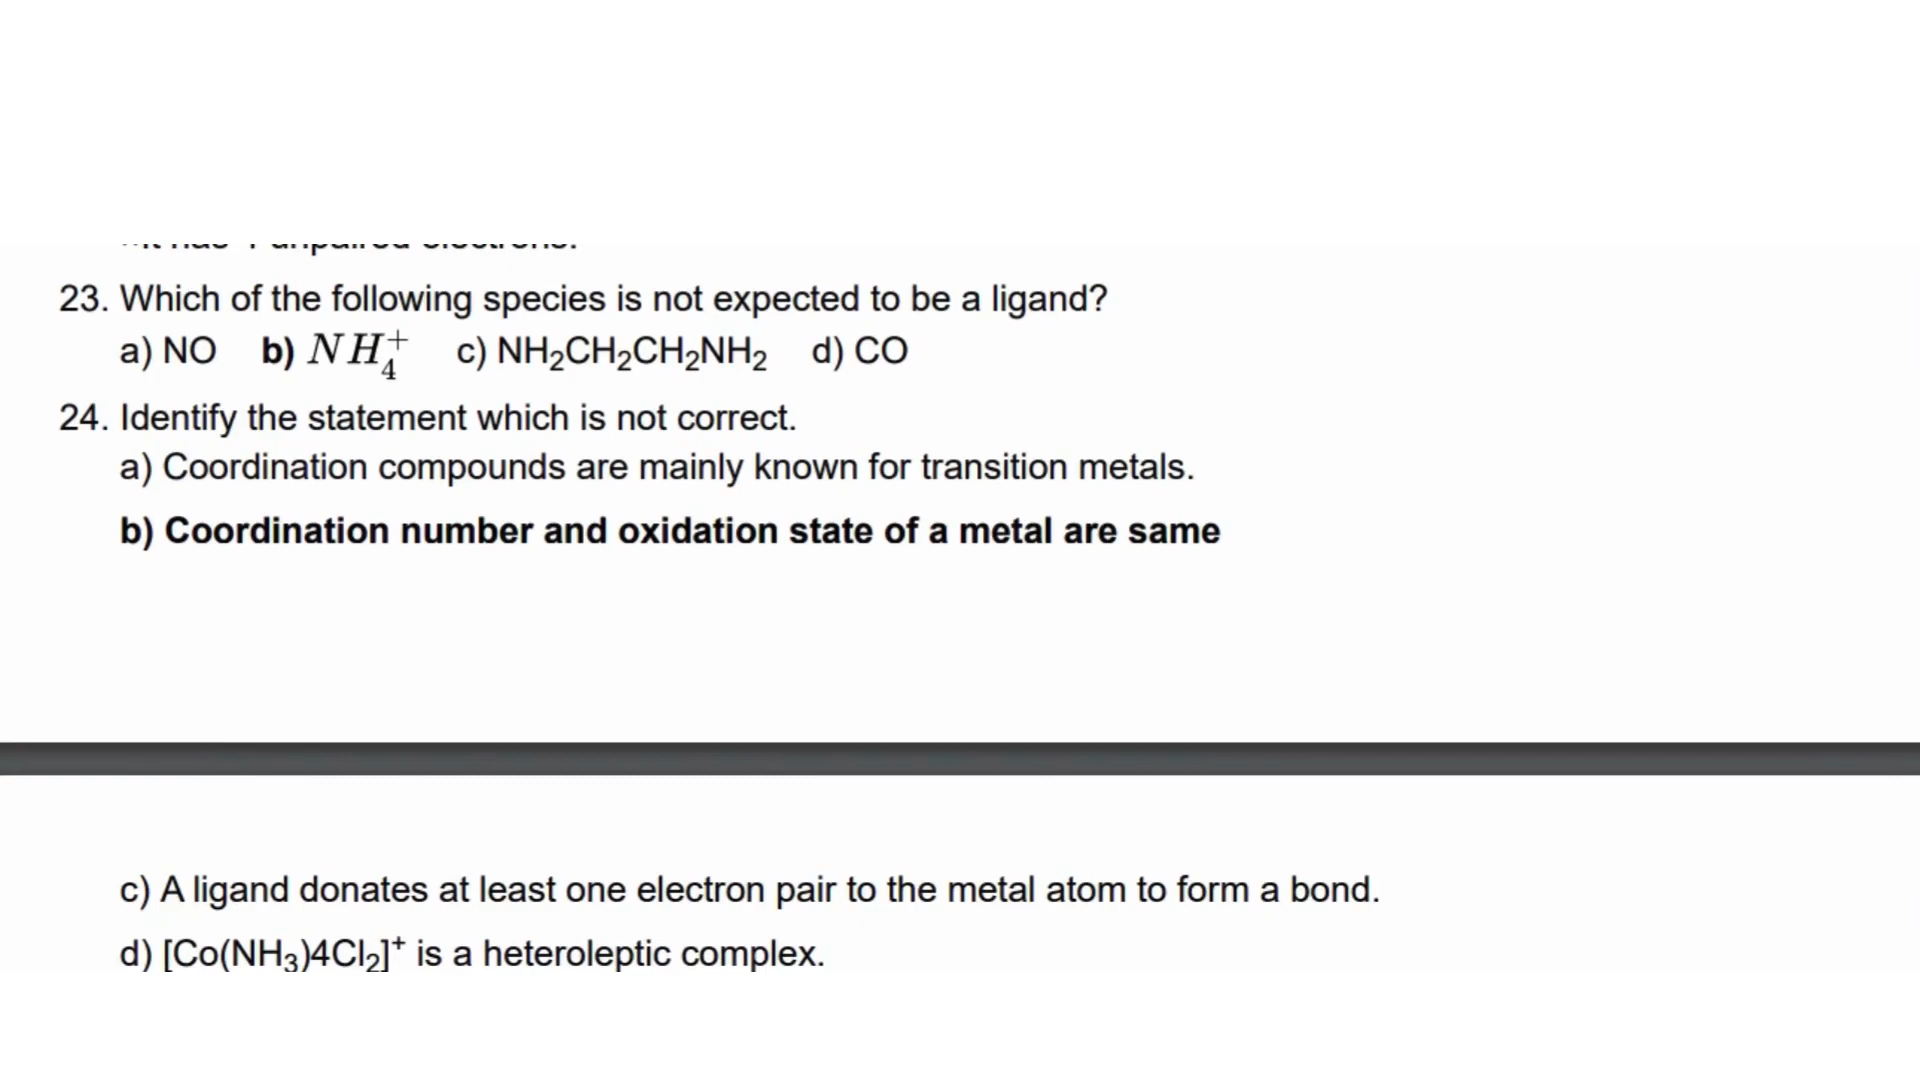 unpaired electrons.
23. Which of the following species is not expected to be a ligand?
a) NO b) NH₄⁺ c) NH₂CH₂CH₂NH₂ d) CO
24. Identify the statement which is not correct.
a) Coordination compounds are mainly known for transition metals.
b) Coordination number and oxidation state of a metal are same
c) A ligand donates at least one electron pair to the metal atom to form a bond.
d) [Co(NH₃)4Cl₂]⁺ is a heteroleptic complex.